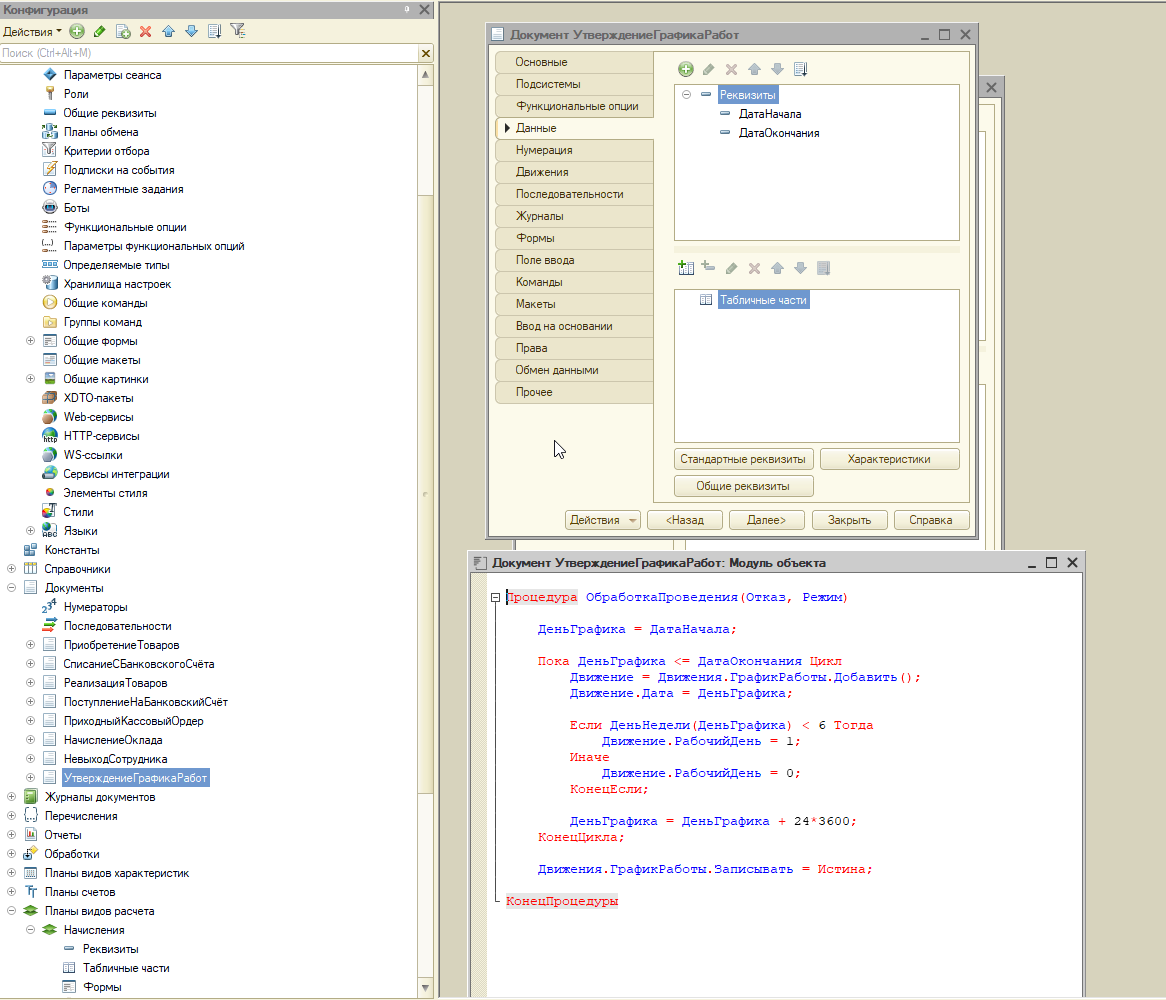 Конфигурация
Действия
Поиск (Ctrl+Alt+M)
Параметры сеанса
Роли
Общие реквизиты
Планы обмена
Критерии отбора
Подписки на события
Регламентные задания
Боты
Функциональные опции
Параметры функциональных опций
Определяемые типы
Хранилища настроек
Общие команды
Группы команд
Общие формы
Общие макеты
Общие картинки
XDTO-пакеты
Web-сервисы
HTTP-сервисы
WS-ссылки
Сервисы интеграции
Элементы стиля
Стили
Языки
Константы
Справочники
Документы
Нумераторы
Последовательности
ПриобретениеТоваров
СписаниеСБанковскогоСчёта
РеализацияТоваров
ПоступлениеНаБанковскийСчёт
ПриходныйКассовыйОрдер
НачислениеОклада
НевыходСотрудника
УтверждениеГрафикаРабот
Журналы документов
Перечисления
Отчеты
Обработки
Планы видов характеристик
Планы счетов
Планы видов расчета
Начисления
Реквизиты
Табличные части
Формы
Документ УтверждениеГрафикаРабот
Основные
Подсистемы
Функциональные опции
Данные
Нумерация
Движения
Последовательности
Журналы
Формы
Поле ввода
Команды
Макеты
Ввод на основании
Права
Обмен данными
Прочее
Реквизиты
ДатаНачала
ДатаОкончания
Табличные части
Стандартные реквизиты
Характеристики
Общие реквизиты
Действия
<Назад
Далее>
Закрыть
Справка
Документ УтверждениеГрафикаРабот: Модуль объекта
Процедура ОбработкаПроведения(Отказ, Режим)
ДеньГрафика = ДатаНачала;
Пока ДеньГрафика <= ДатаОкончания Цикл
Движение = Движения.ГрафикРаботы.Добавить();
Движение.Дата = ДеньГрафика;
Если ДеньНедели(ДеньГрафика) < 6 Тогда
Движение.РабочийДень = 1;
Иначе
Движение.РабочийДень = 0;
КонецЕсли;
ДеньГрафика = ДеньГрафика + 24*3600;
КонецЦикла;
Движения.ГрафикРаботы.Записывать = Истина;
КонецПроцедуры